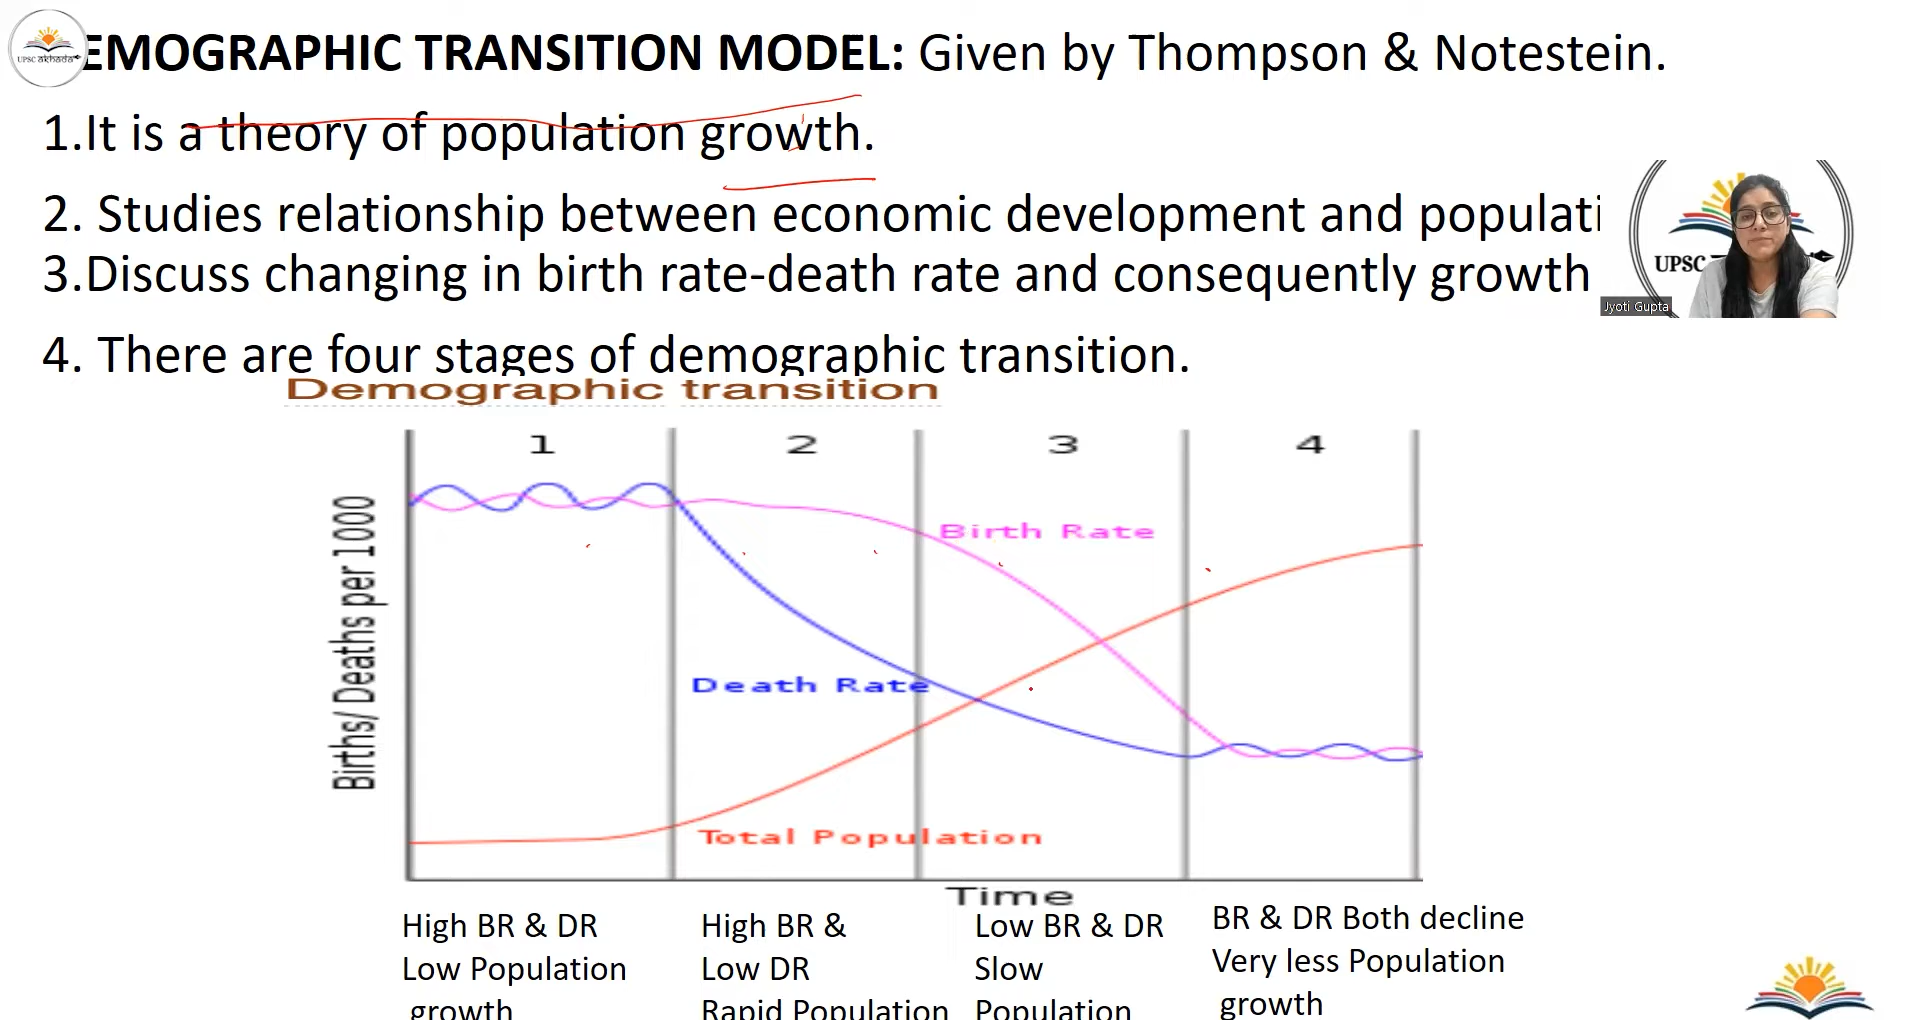 UPSC akhada
EMOGRAPHIC TRANSITION MODEL: Given by Thompson & Notestein.
1.It is a theory of population growth.
2. Studies relationship between economic development and populati
3.Discuss changing in birth rate-death rate and consequently growth
UPSC
Jyoti Gupta
4. There are four stages of demographic transition.
Demographic transition
1 2 3 4
Births/ Deaths per 1000
Birth Rate
Death Rate
Total Population
Time
High BR & DR
Low Population
growth
High BR &
Low DR
Rapid Population
Low BR & DR
Slow
Population
BR & DR Both decline
Very less Population
growth